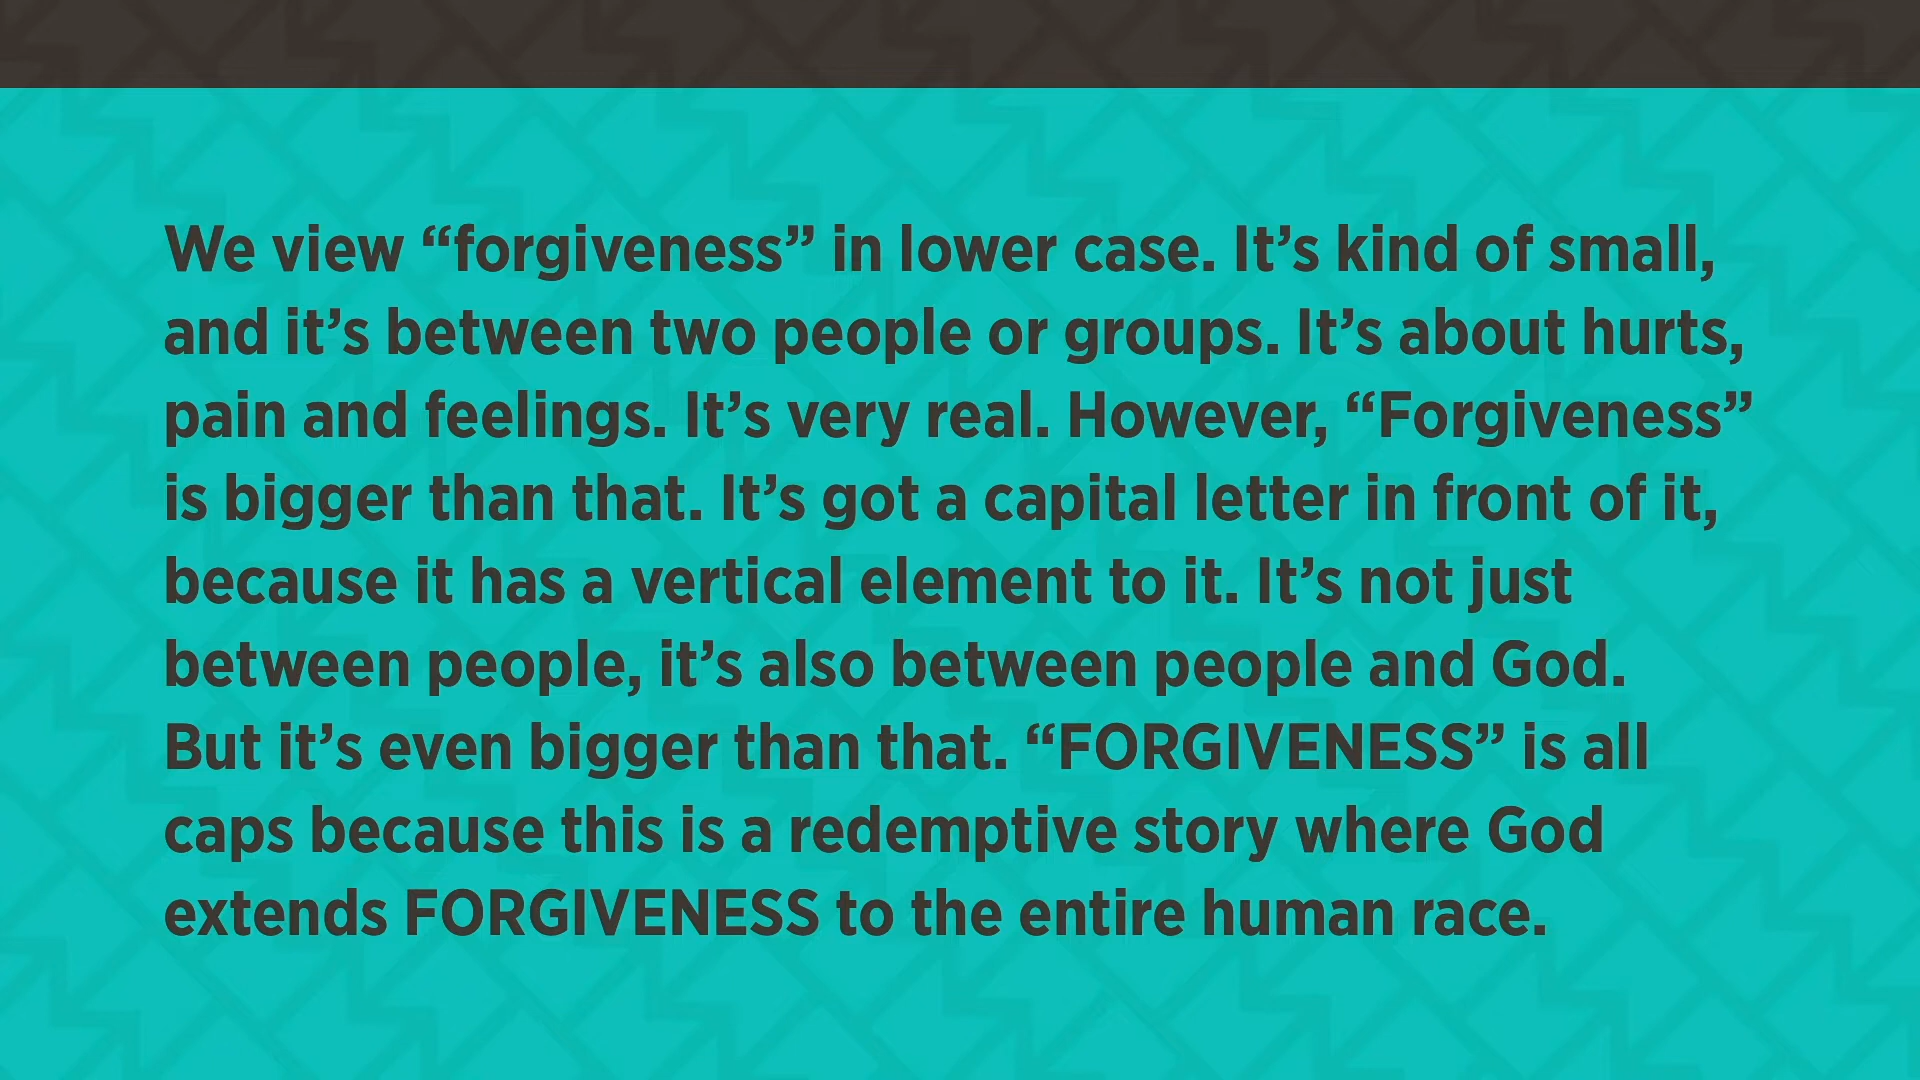 We view “forgiveness” in lower case. It’s kind of small,
and it’s between two people or groups. It’s about hurts,
pain and feelings. It’s very real. However, “Forgiveness”
is bigger than that. It’s got a capital letter in front of it,
because it has a vertical element to it. It’s not just
between people, it’s also between people and God.
But it’s even bigger than that. “FORGIVENESS” is all
caps because this is a redemptive story where God
extends FORGIVENESS to the entire human race.